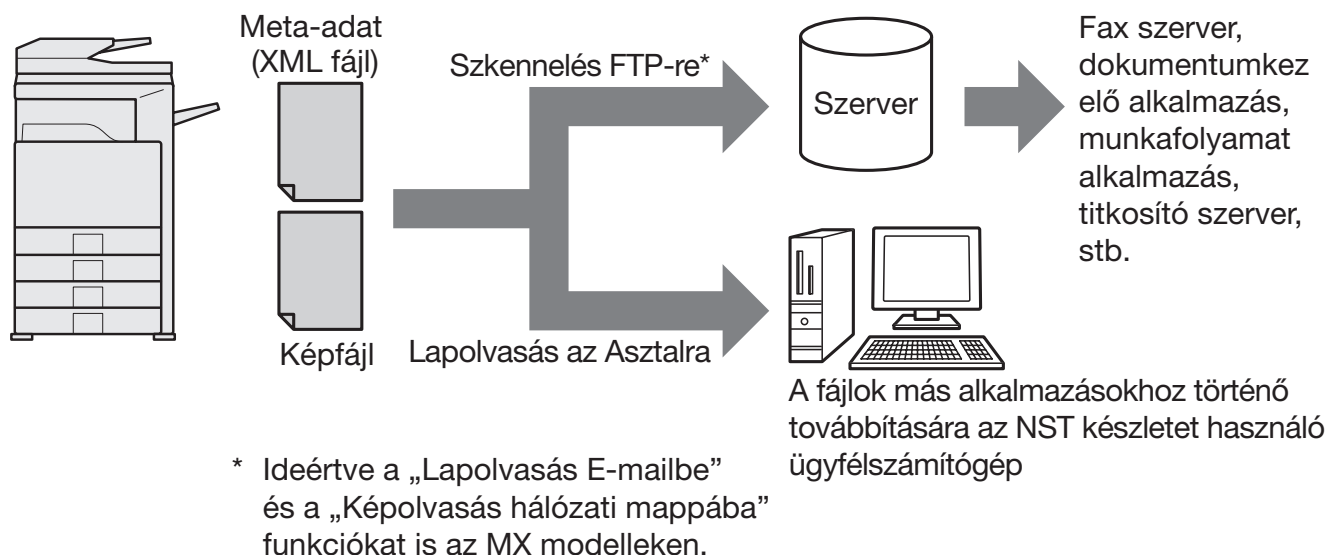 Meta-adat
(XML fájl)
Képfájl
Szkennelés FTP-re*
Lapolvasás az Asztalra
Szerver
Fax szerver,
dokumentumkez
elő alkalmazás,
munkafolyamat
alkalmazás,
titkosító szerver,
stb.
A fájlok más alkalmazásokhoz történő
továbbítására az NST készletet használó
ügyfélszámítógép
* Ideértve a „Lapolvasás E-mailbe”
és a „Képolvasás hálózati mappába”
funkciókat is az MX modelleken.